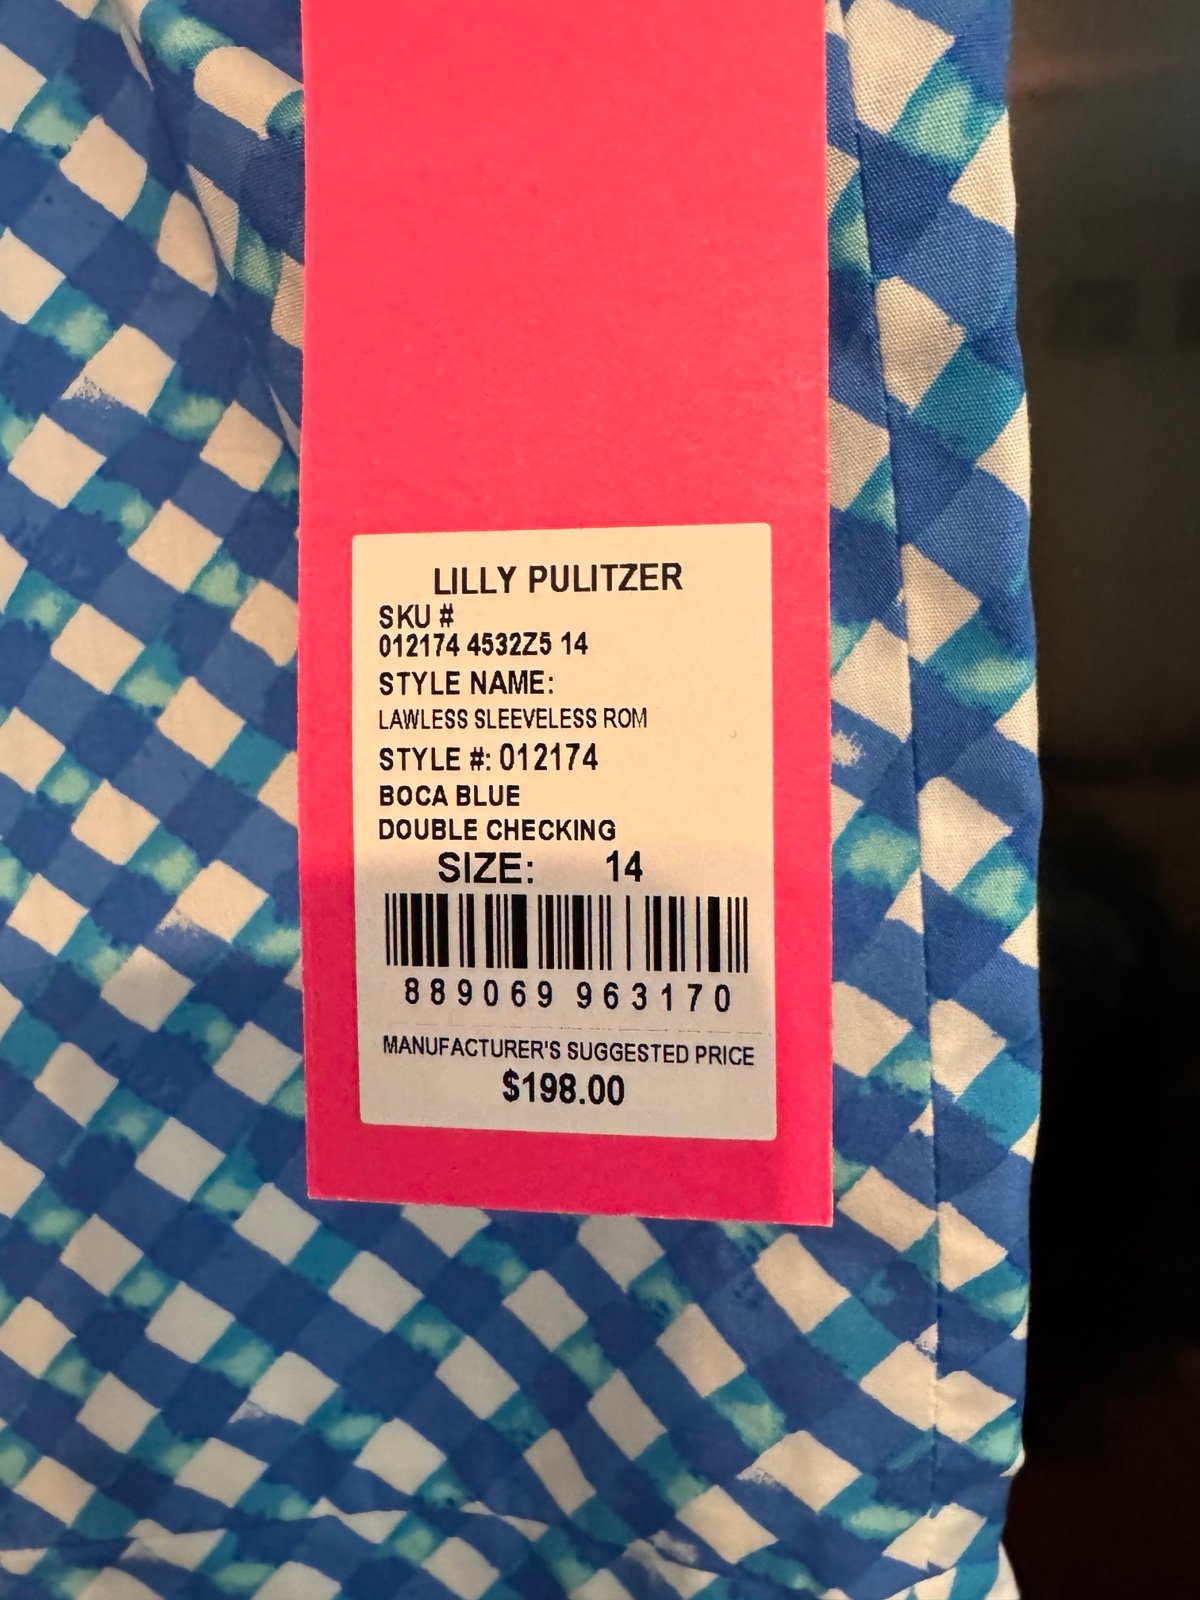 LILLY PULITZER
SKU #
012174 4532Z5 14
STYLE NAME:
LAWLESS SLEEVELESS ROM
STYLE #: 012174
BOCA BLUE
DOUBLE CHECKING
SIZE: 14
889069 963170
MANUFACTURER'S SUGGESTED PRICE
$198.00